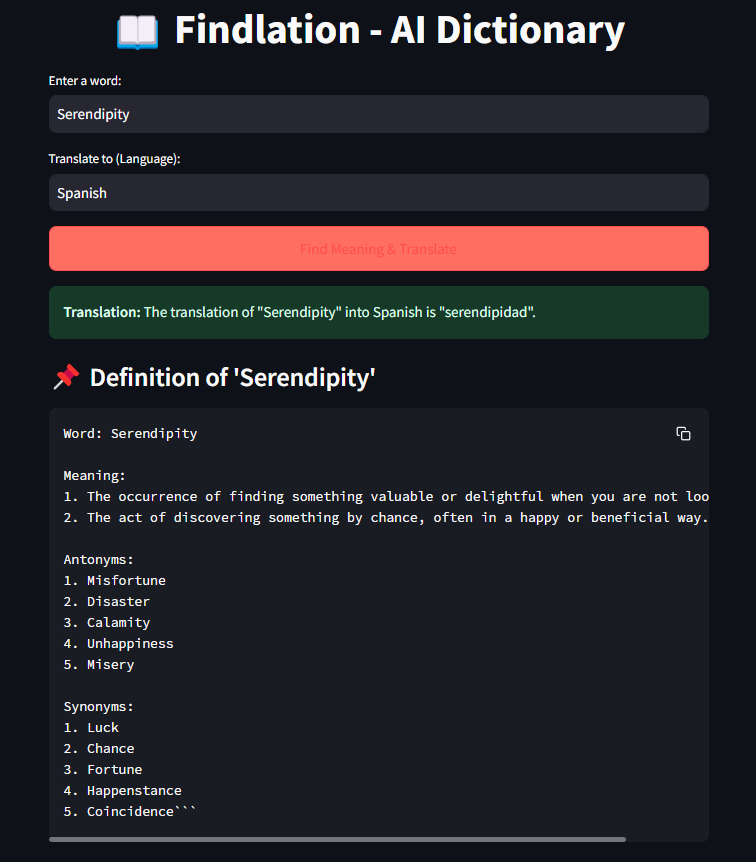 📖 Findlation - AI Dictionary
Enter a word:
Serendipity
Translate to (Language):
Spanish
Find Meaning & Translate
Translation: The translation of "Serendipity" into Spanish is "serendipidad".
📌 Definition of 'Serendipity'
Word: Serendipity
Meaning:
1. The occurrence of finding something valuable or delightful when you are not loo
2. The act of discovering something by chance, often in a happy or beneficial way.
Antonyms:
1. Misfortune
2. Disaster
3. Calamity
4. Unhappiness
5. Misery
Synonyms:
1. Luck
2. Chance
3. Fortune
4. Happenstance
5. Coincidence```